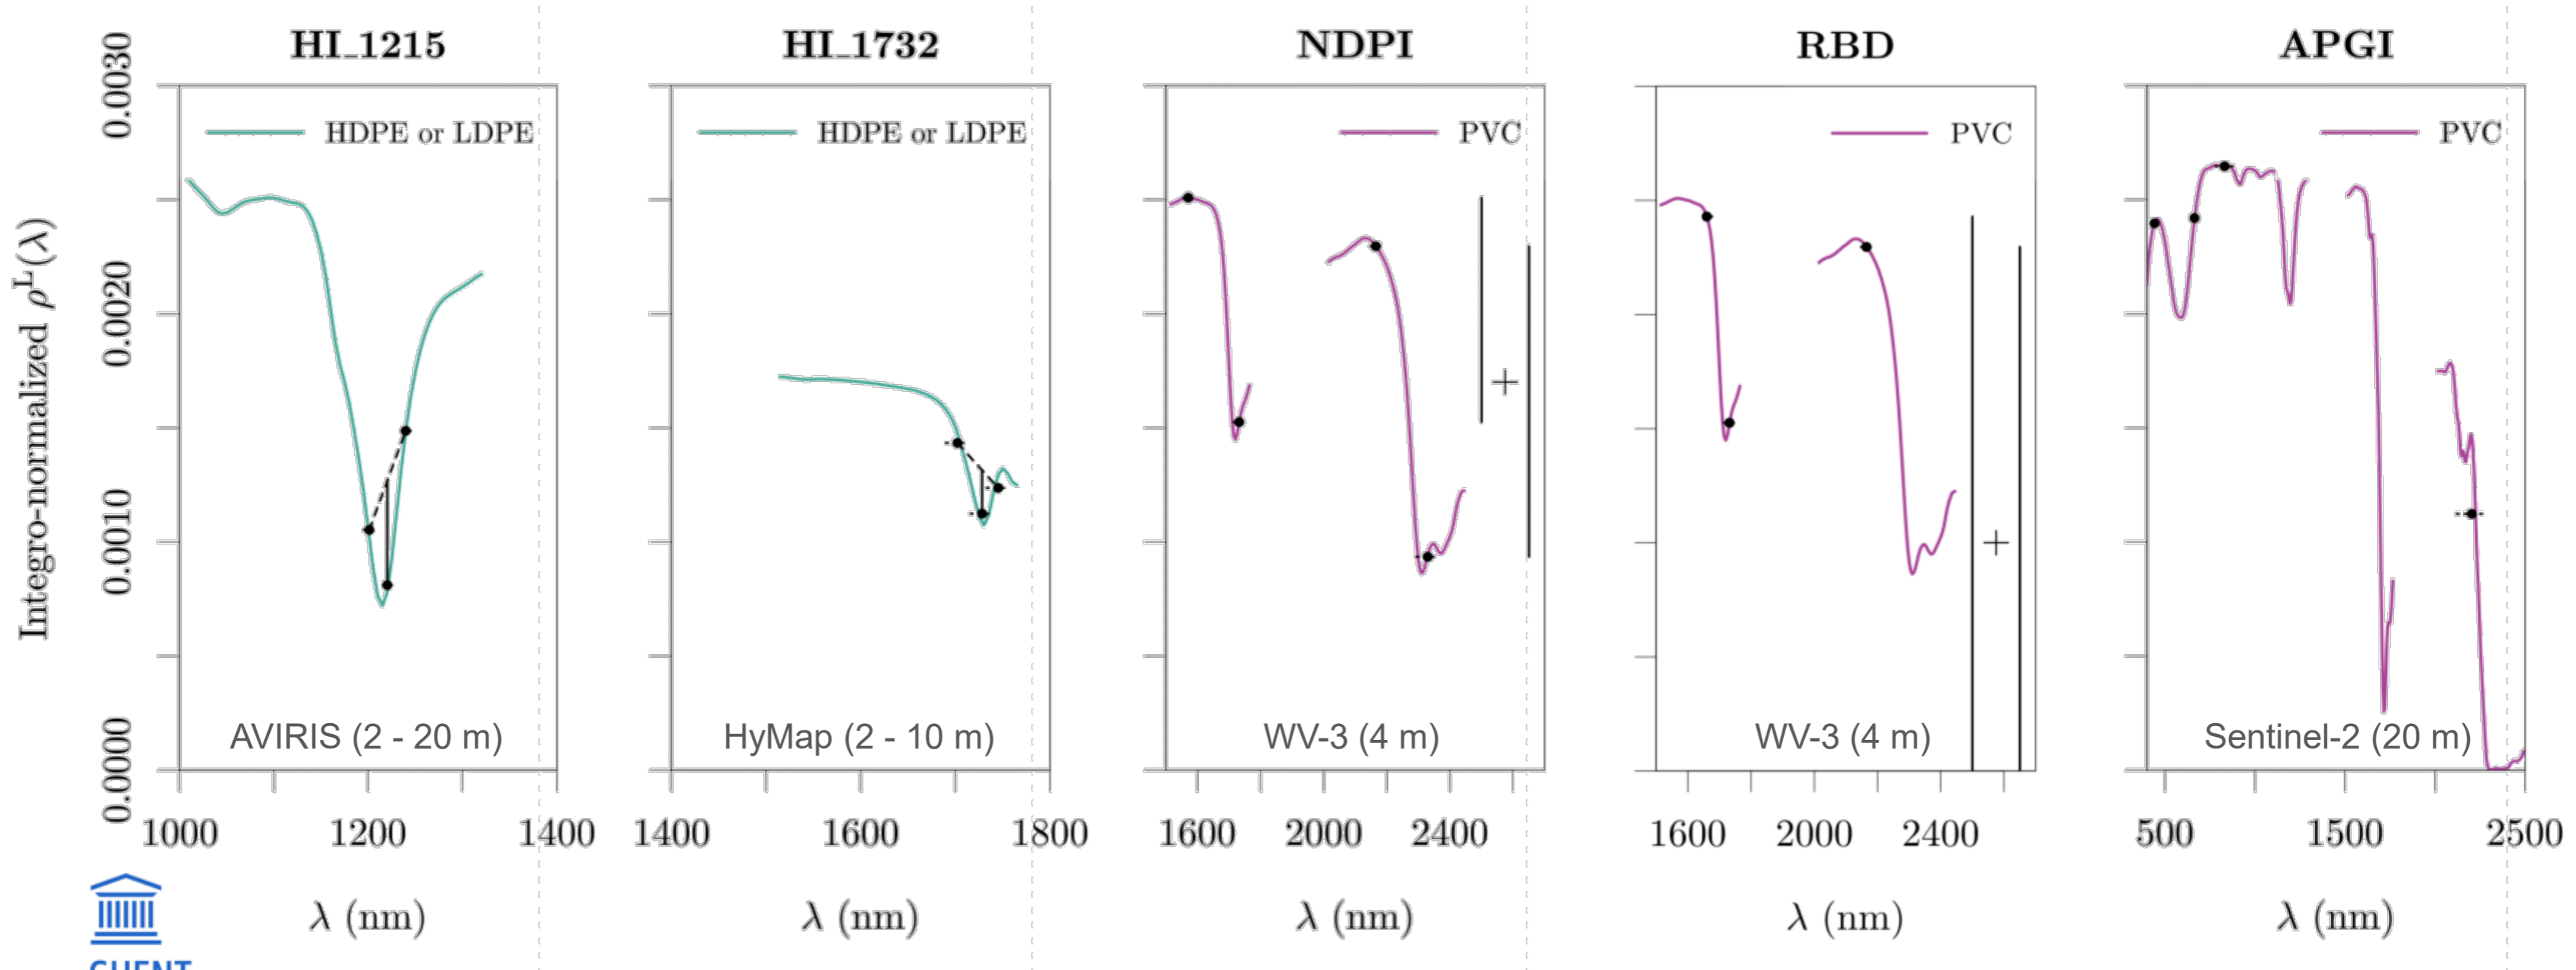 HI_1215
HI_1732
NDPI
RBD
APGI
Integro-normalized ρᴸ(λ)
0.0030
0.0020
0.0010
0.0000
HDPE or LDPE
HDPE or LDPE
PVC
PVC
PVC
+
+
AVIRIS (2 - 20 m)
HyMap (2 - 10 m)
WV-3 (4 m)
WV-3 (4 m)
Sentinel-2 (20 m)
1000 1200 1400
1400 1600 1800
1600 2000 2400
1600 2000 2400
500 1500 2500
λ (nm)
λ (nm)
λ (nm)
λ (nm)
λ (nm)
GHENT